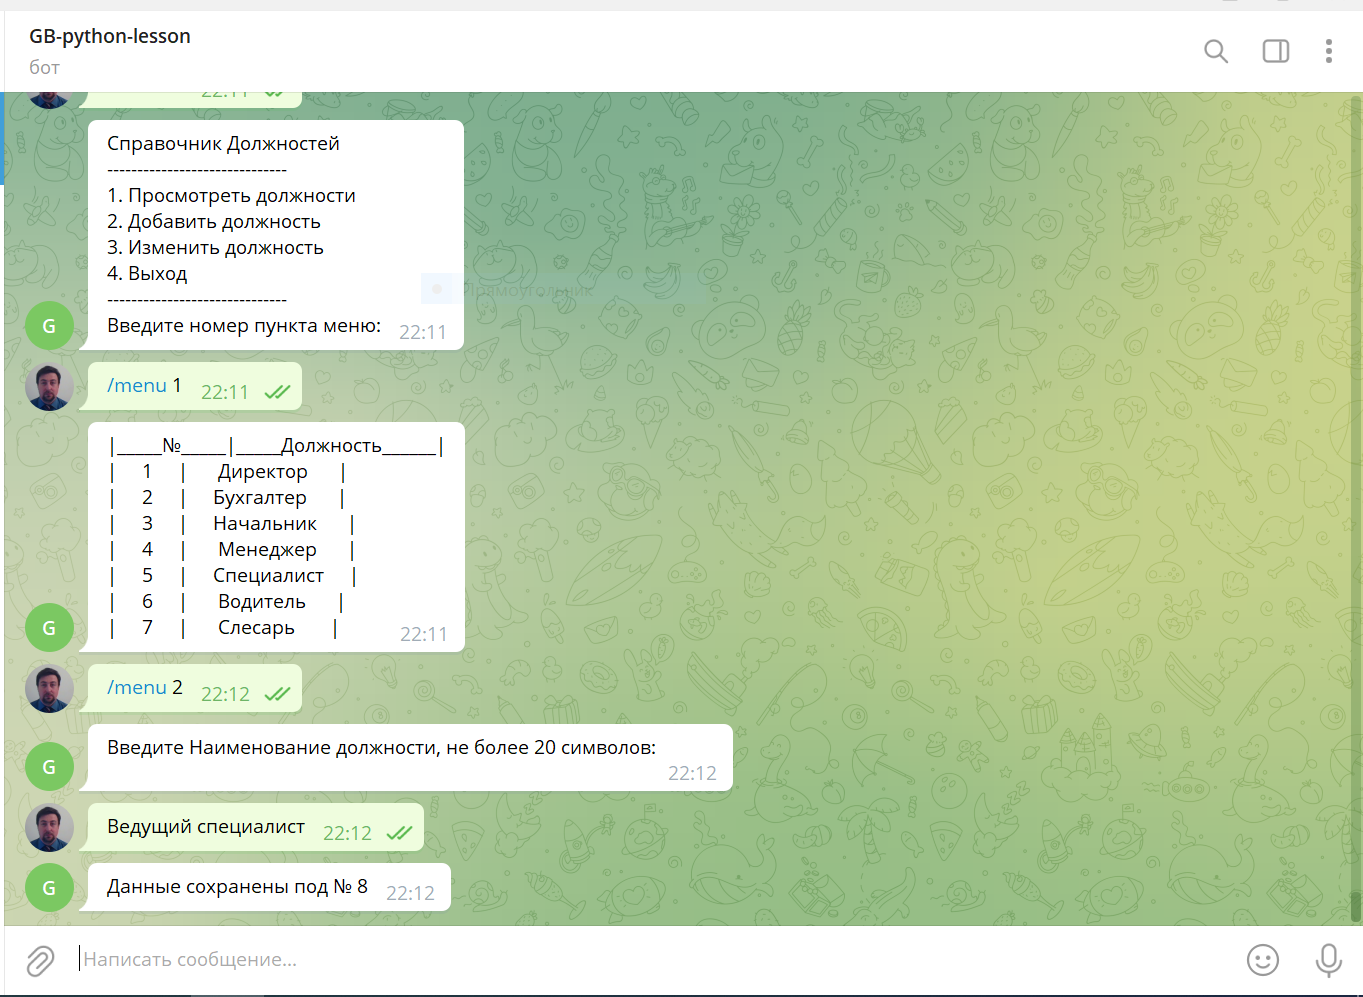 GB-python-lesson
бот
22:11
Справочник Должностей
------------------------------
1. Просмотреть должности
2. Добавить должность
3. Изменить должность
4. Выход
------------------------------
Прямоугольник
Введите номер пункта меню: 22:11
G
/menu 1 22:11
|_____№_____|_____Должность______|
| 1 | Директор |
| 2 | Бухгалтер |
| 3 | Начальник |
| 4 | Менеджер |
| 5 | Специалист |
| 6 | Водитель |
| 7 | Слесарь | 22:11
G
/menu 2 22:12
Введите Наименование должности, не более 20 символов:
22:12
G
Ведущий специалист 22:12
G
Данные сохранены под № 8 22:12
Написать сообщение...